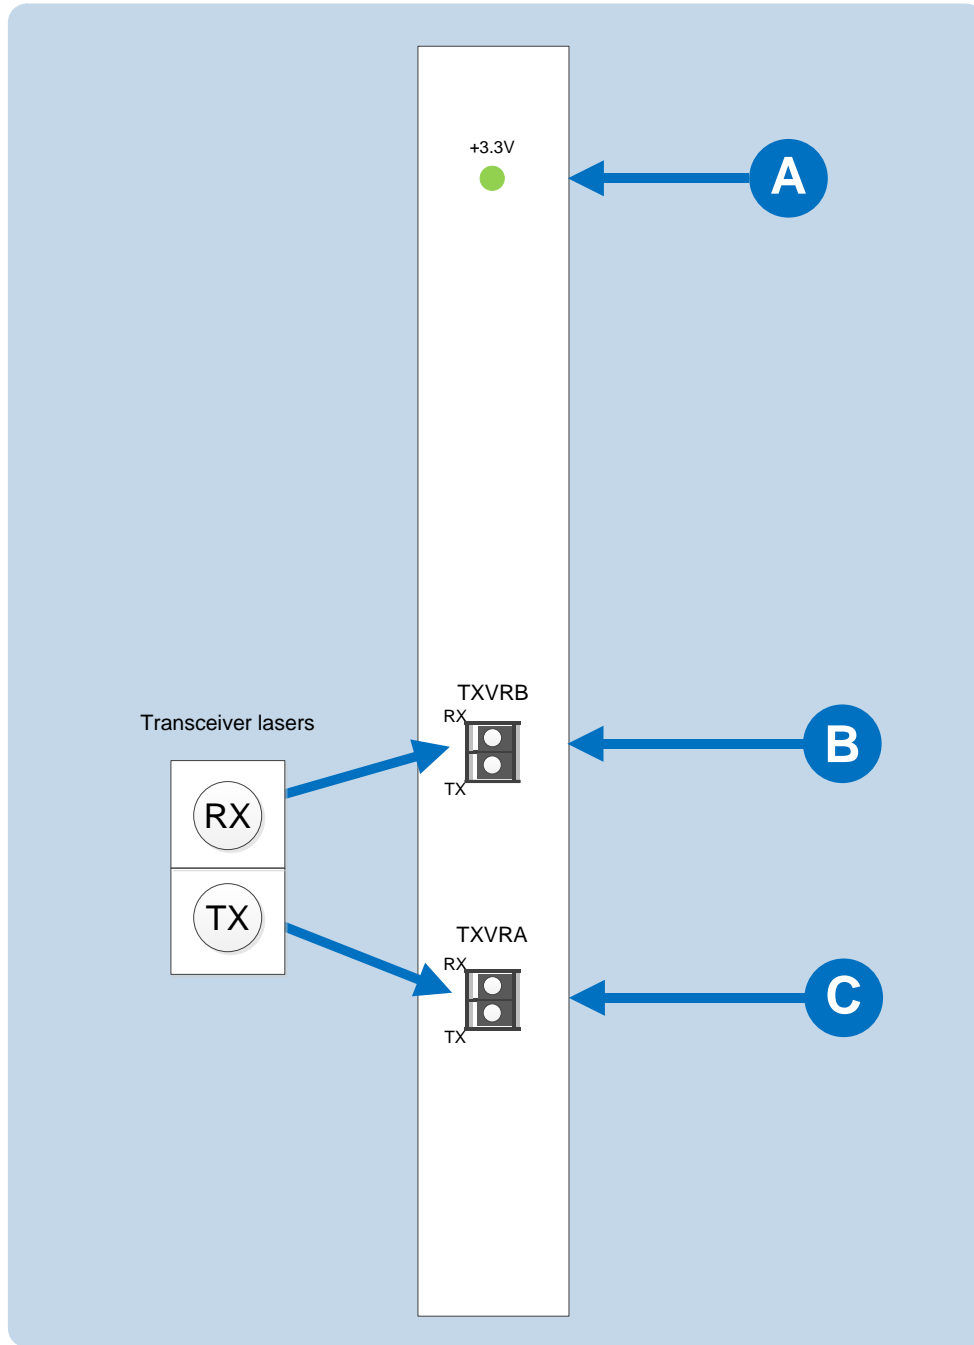 +3.3V
A
TXVRB
RX
TX
B
Transceiver lasers
RX
TX
TXVRA
RX
TX
C